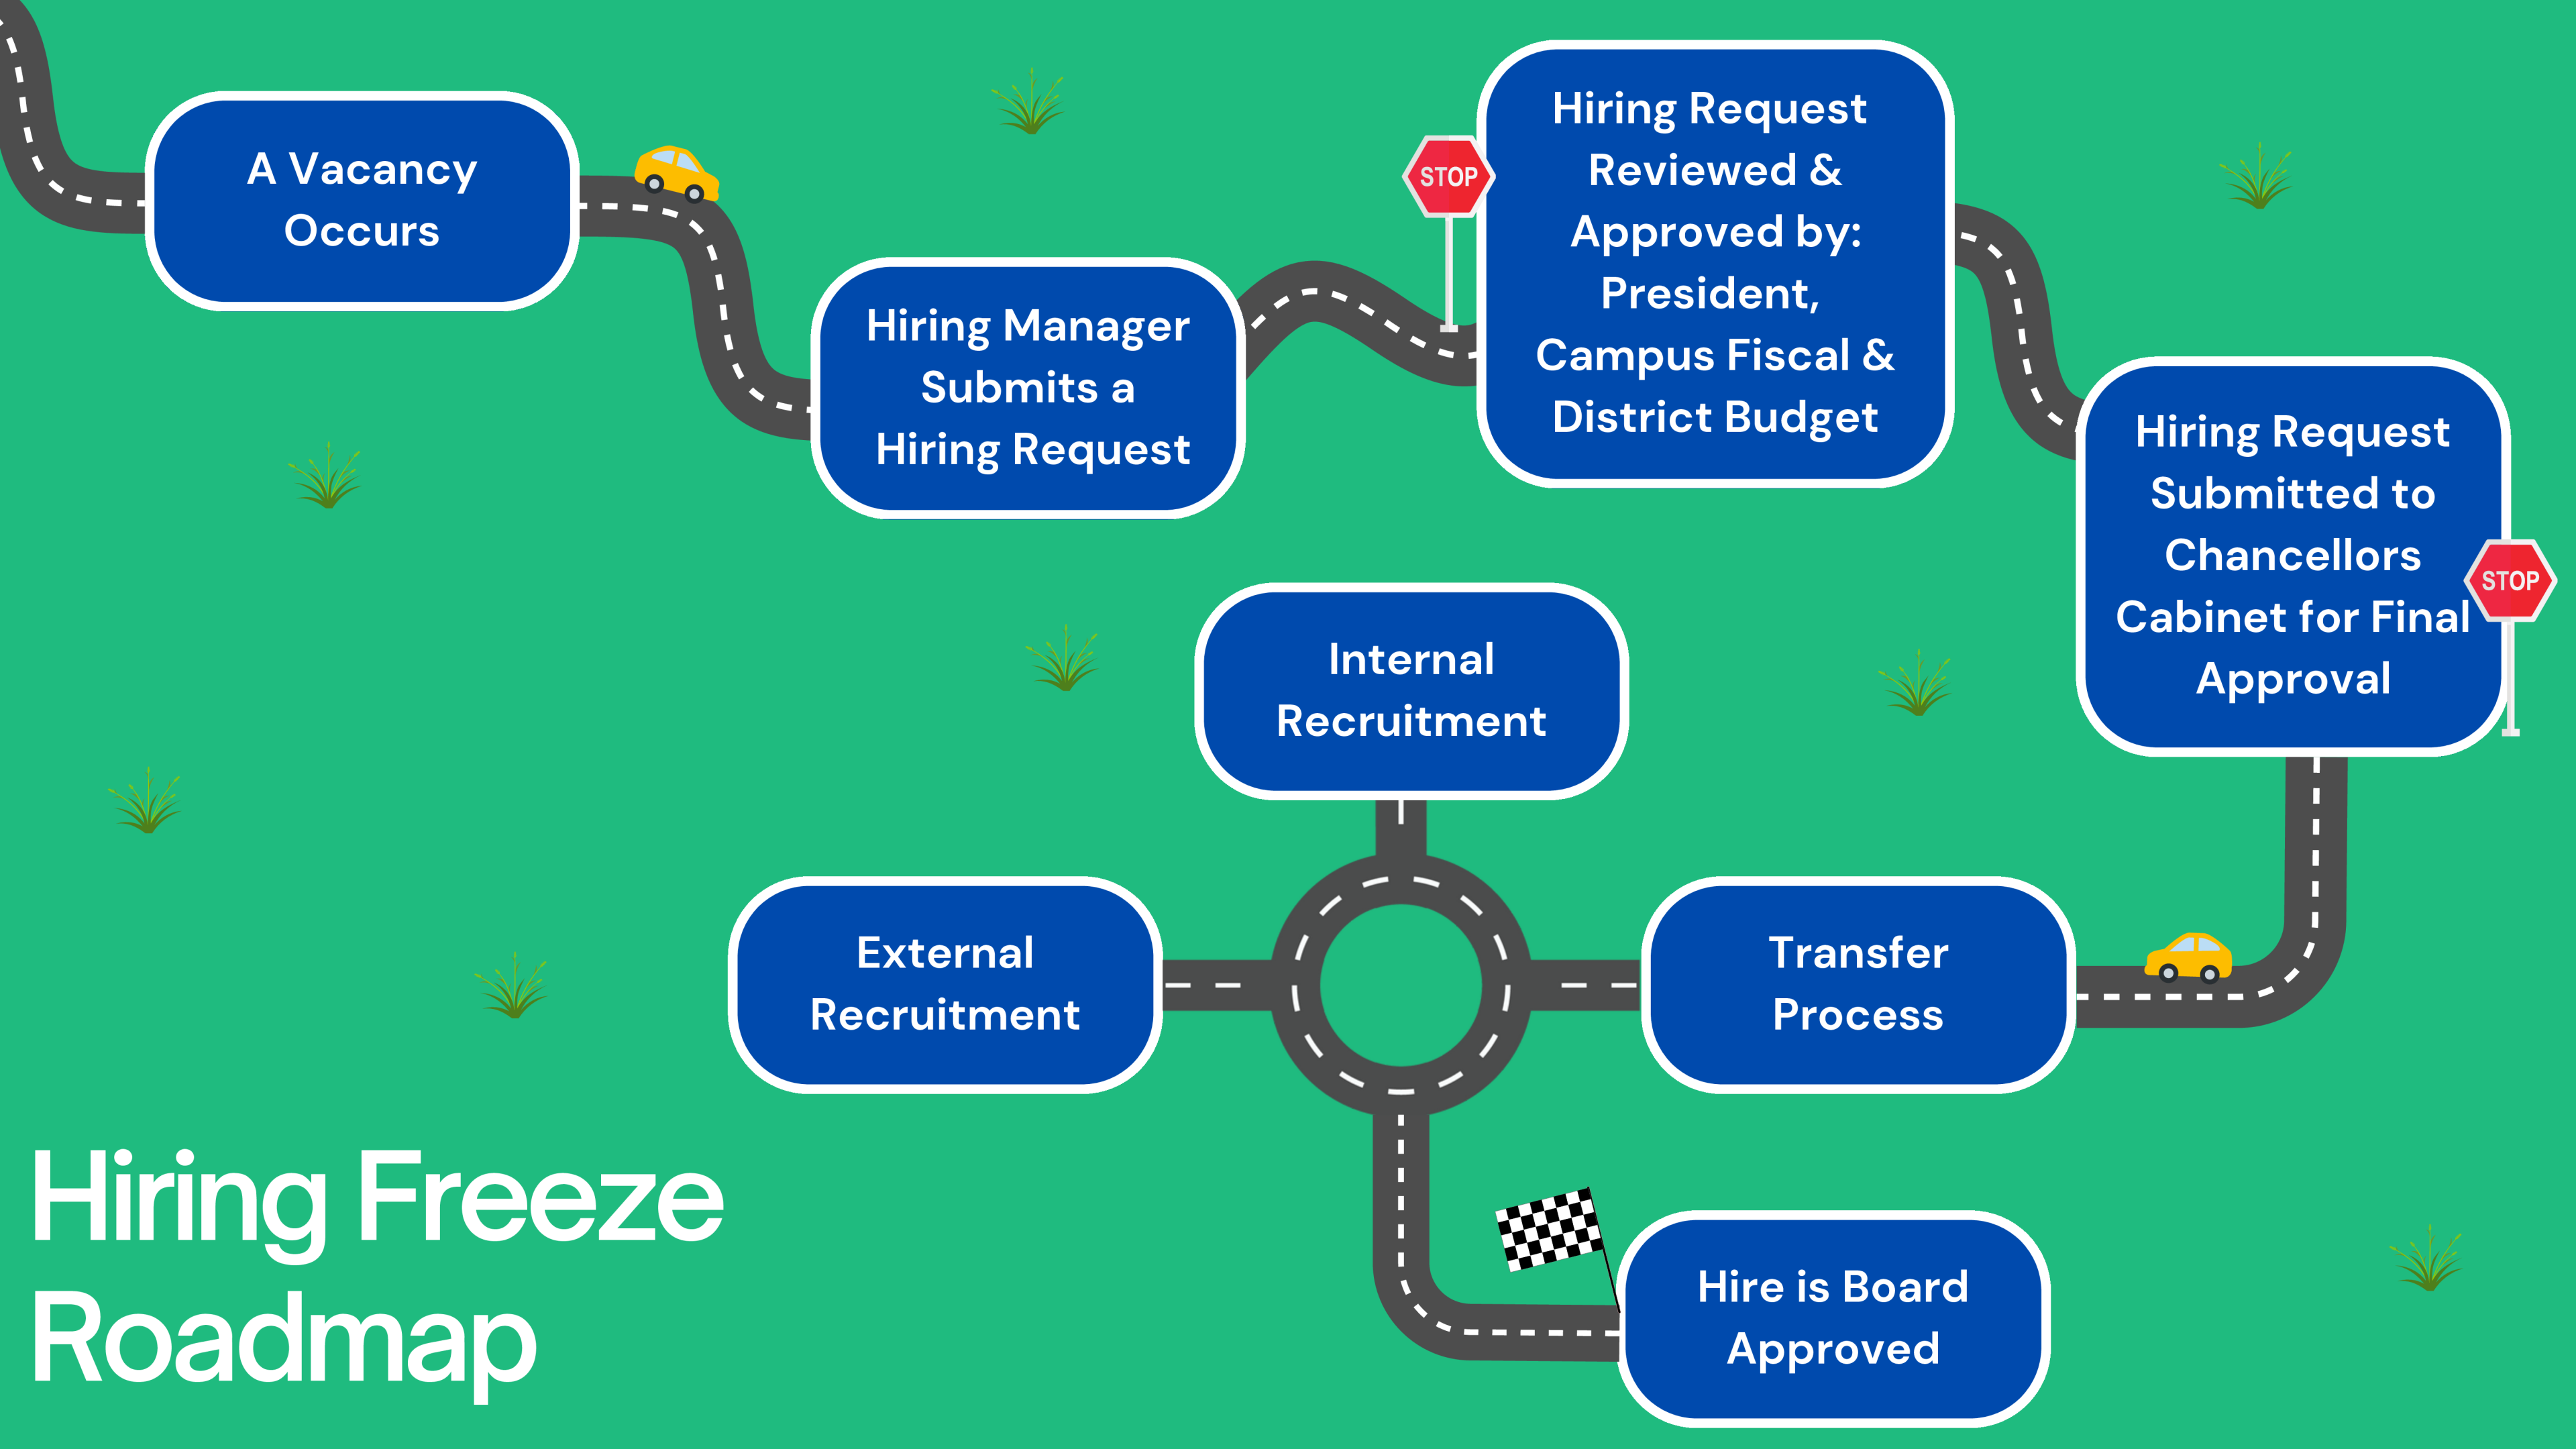 A Vacancy
Occurs
Hiring Manager
Submits a
Hiring Request
STOP
Hiring Request
Reviewed &
Approved by:
President,
Campus Fiscal &
District Budget
Hiring Request
Submitted to
Chancellors
Cabinet for Final
Approval
STOP
Transfer
Process
Internal
Recruitment
External
Recruitment
Hire is Board
Approved
Hiring Freeze
Roadmap